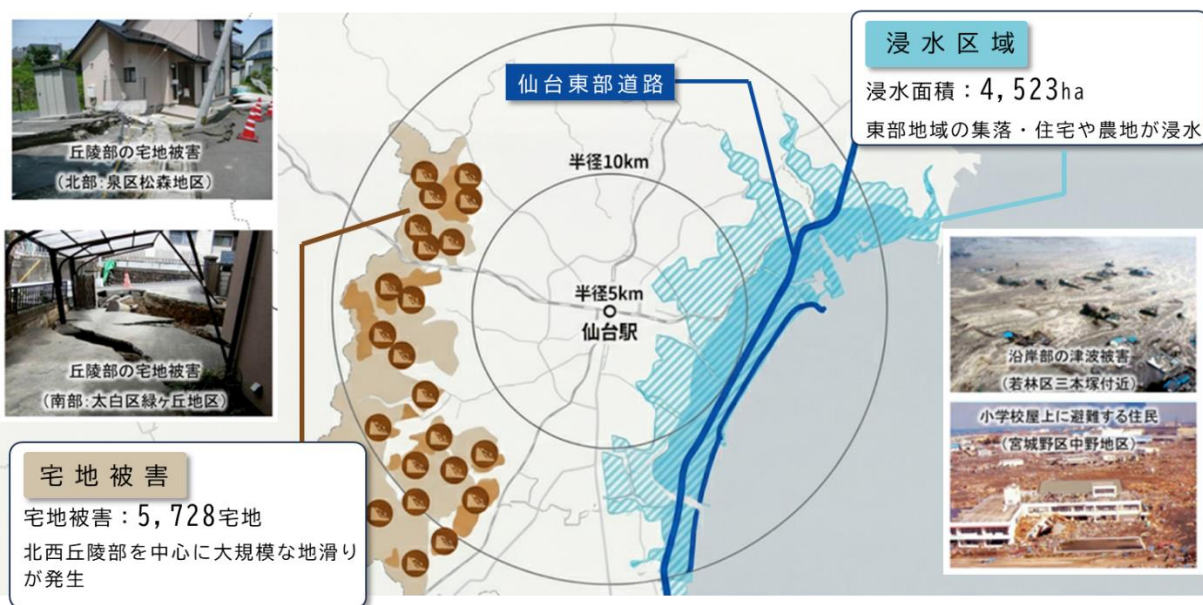 丘陵部の宅地被害
(北部:泉区松森地区)
丘陵部の宅地被害
(南部:太白区緑ヶ丘地区)
宅地被害
宅地被害：5,728宅地
北西丘陵部を中心に大規模な地滑り
が発生
仙台東部道路
半径10km
半径5km
仙台駅
浸水区域
浸水面積：4,523ha
東部地域の集落・住宅や農地が浸水
沿岸部の津波被害
(若林区三本塚付近)
小学校屋上に避難する住民
(宮城野区中野地区)